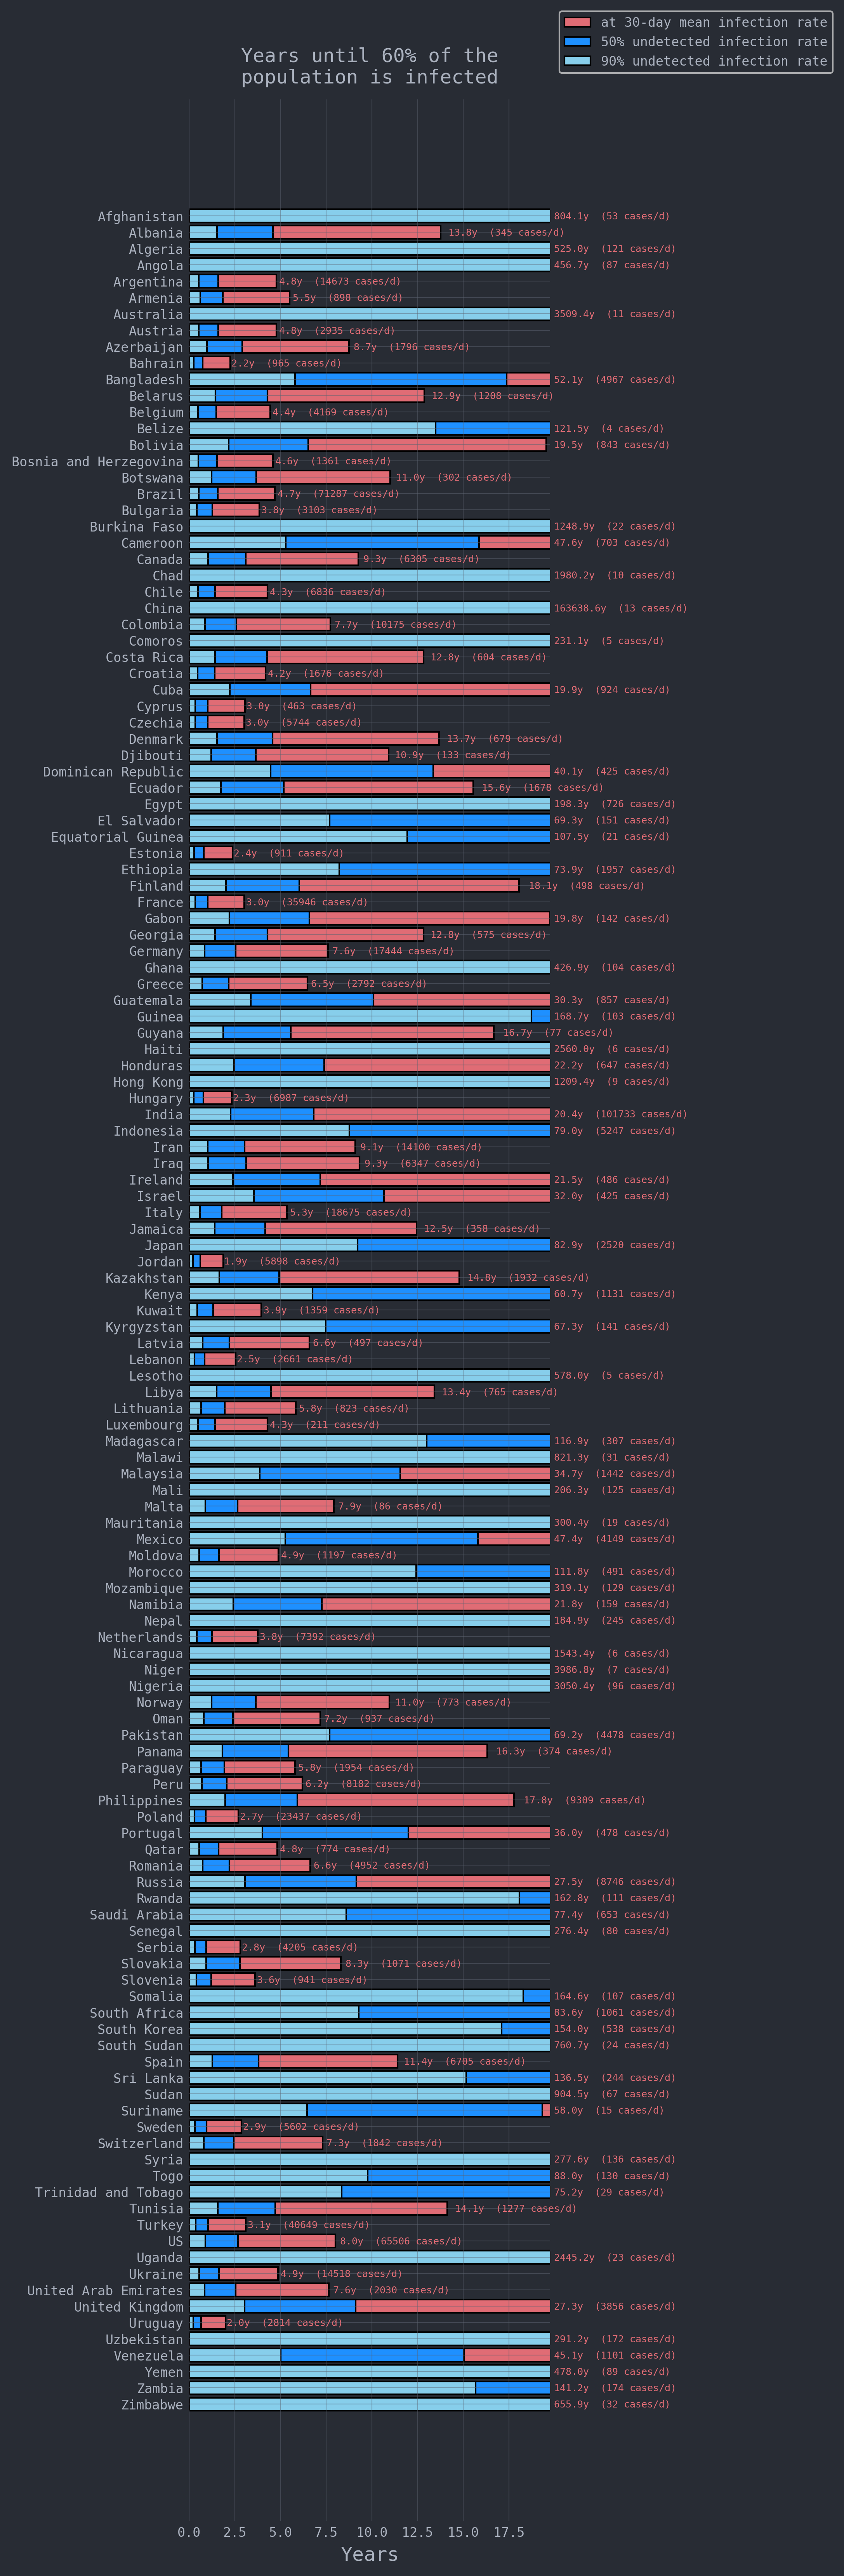 at 30-day mean infection rate
50% undetected infection rate
90% undetected infection rate
Years until 60% of the
population is infected
Afghanistan 804.1y (53 cases/d)
Albania 13.8y (345 cases/d)
Algeria 525.0y (121 cases/d)
Angola 456.7y (87 cases/d)
Argentina 4.8y (14673 cases/d)
Armenia 5.5y (898 cases/d)
Australia 3509.4y (11 cases/d)
Austria 4.8y (2935 cases/d)
Azerbaijan 8.7y (1796 cases/d)
Bahrain 2.2y (965 cases/d)
Bangladesh 52.1y (4967 cases/d)
Belarus 12.9y (1208 cases/d)
Belgium 4.4y (4169 cases/d)
Belize 121.5y (4 cases/d)
Bolivia 19.5y (843 cases/d)
Bosnia and Herzegovina 4.6y (1361 cases/d)
Botswana 11.0y (302 cases/d)
Brazil 4.7y (71287 cases/d)
Bulgaria 3.8y (3103 cases/d)
Burkina Faso 1248.9y (22 cases/d)
Cameroon 47.6y (703 cases/d)
Canada 9.3y (6305 cases/d)
Chad 1980.2y (10 cases/d)
Chile 4.3y (6836 cases/d)
China 163638.6y (13 cases/d)
Colombia 7.7y (10175 cases/d)
Comoros 231.1y (5 cases/d)
Costa Rica 12.8y (604 cases/d)
Croatia 4.2y (1676 cases/d)
Cuba 19.9y (924 cases/d)
Cyprus 3.0y (463 cases/d)
Czechia 3.0y (5744 cases/d)
Denmark 13.7y (679 cases/d)
Djibouti 10.9y (133 cases/d)
Dominican Republic 40.1y (425 cases/d)
Ecuador 15.6y (1678 cases/d)
Egypt 198.3y (726 cases/d)
El Salvador 69.3y (151 cases/d)
Equatorial Guinea 107.5y (21 cases/d)
Estonia 2.4y (911 cases/d)
Ethiopia 73.9y (1957 cases/d)
Finland 18.1y (498 cases/d)
France 3.0y (35946 cases/d)
Gabon 19.8y (142 cases/d)
Georgia 12.8y (575 cases/d)
Germany 7.6y (17444 cases/d)
Ghana 426.9y (104 cases/d)
Greece 6.5y (2792 cases/d)
Guatemala 30.3y (857 cases/d)
Guinea 168.7y (103 cases/d)
Guyana 16.7y (77 cases/d)
Haiti 2560.0y (6 cases/d)
Honduras 22.2y (647 cases/d)
Hong Kong 1209.4y (9 cases/d)
Hungary 2.3y (6987 cases/d)
India 20.4y (101733 cases/d)
Indonesia 79.0y (5247 cases/d)
Iran 9.1y (14100 cases/d)
Iraq 9.3y (6347 cases/d)
Ireland 21.5y (486 cases/d)
Israel 32.0y (425 cases/d)
Italy 5.3y (18675 cases/d)
Jamaica 12.5y (358 cases/d)
Japan 82.9y (2520 cases/d)
Jordan 1.9y (5898 cases/d)
Kazakhstan 14.8y (1932 cases/d)
Kenya 60.7y (1131 cases/d)
Kuwait 3.9y (1359 cases/d)
Kyrgyzstan 67.3y (141 cases/d)
Latvia 6.6y (497 cases/d)
Lebanon 2.5y (2661 cases/d)
Lesotho 578.0y (5 cases/d)
Libya 13.4y (765 cases/d)
Lithuania 5.8y (823 cases/d)
Luxembourg 4.3y (211 cases/d)
Madagascar 116.9y (307 cases/d)
Malawi 821.3y (31 cases/d)
Malaysia 34.7y (1442 cases/d)
Mali 206.3y (125 cases/d)
Malta 7.9y (86 cases/d)
Mauritania 300.4y (19 cases/d)
Mexico 47.4y (4149 cases/d)
Moldova 4.9y (1197 cases/d)
Morocco 111.8y (491 cases/d)
Mozambique 319.1y (129 cases/d)
Namibia 21.8y (159 cases/d)
Nepal 184.9y (245 cases/d)
Netherlands 3.8y (7392 cases/d)
Nicaragua 1543.4y (6 cases/d)
Niger 3986.8y (7 cases/d)
Nigeria 3050.4y (96 cases/d)
Norway 11.0y (773 cases/d)
Oman 7.2y (937 cases/d)
Pakistan 69.2y (4478 cases/d)
Panama 16.3y (374 cases/d)
Paraguay 5.8y (1954 cases/d)
Peru 6.2y (8182 cases/d)
Philippines 17.8y (9309 cases/d)
Poland 2.7y (23437 cases/d)
Portugal 36.0y (478 cases/d)
Qatar 4.8y (774 cases/d)
Romania 6.6y (4952 cases/d)
Russia 27.5y (8746 cases/d)
Rwanda 162.8y (111 cases/d)
Saudi Arabia 77.4y (653 cases/d)
Senegal 276.4y (80 cases/d)
Serbia 2.8y (4205 cases/d)
Slovakia 8.3y (1071 cases/d)
Slovenia 3.6y (941 cases/d)
Somalia 164.6y (107 cases/d)
South Africa 83.6y (1061 cases/d)
South Korea 154.0y (538 cases/d)
South Sudan 760.7y (24 cases/d)
Spain 11.4y (6705 cases/d)
Sri Lanka 136.5y (244 cases/d)
Sudan 904.5y (67 cases/d)
Suriname 58.0y (15 cases/d)
Sweden 2.9y (5602 cases/d)
Switzerland 7.3y (1842 cases/d)
Syria 277.6y (136 cases/d)
Togo 88.0y (130 cases/d)
Trinidad and Tobago 75.2y (29 cases/d)
Tunisia 14.1y (1277 cases/d)
Turkey 3.1y (40649 cases/d)
US 8.0y (65506 cases/d)
Uganda 2445.2y (23 cases/d)
Ukraine 4.9y (14518 cases/d)
United Arab Emirates 7.6y (2030 cases/d)
United Kingdom 27.3y (3856 cases/d)
Uruguay 2.0y (2814 cases/d)
Uzbekistan 291.2y (172 cases/d)
Venezuela 45.1y (1101 cases/d)
Yemen 478.0y (89 cases/d)
Zambia 141.2y (174 cases/d)
Zimbabwe 655.9y (32 cases/d)
0.0 2.5 5.0 7.5 10.0 12.5 15.0 17.5
Years